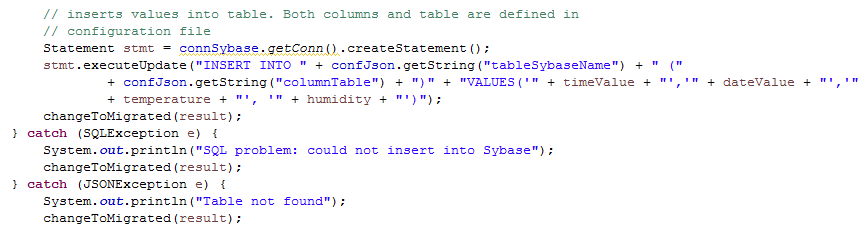 // inserts values into table. Both columns and table are defined in
// configuration file
Statement stmt = connSybase.getConn().createStatement();
stmt.executeUpdate("INSERT INTO " + confJson.getString("tableSybaseName") + " ("
+ confJson.getString("columnTable") + ")" + "VALUES('" + timeValue + "','" + dateValue + "','"
+ temperature + "', '" + humidity + "')");
changeToMigrated(result);
} catch (SQLException e) {
System.out.println("SQL problem: could not insert into Sybase");
changeToMigrated(result);
} catch (JSONException e) {
System.out.println("Table not found");
changeToMigrated(result);